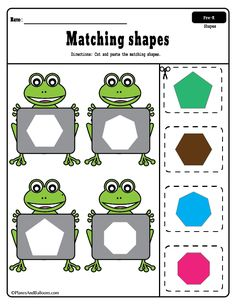 Name:
Pre-K
Shapes
Matching shapes
Directions: Cut and paste the matching shapes.
©PlanesAndBalloons.com